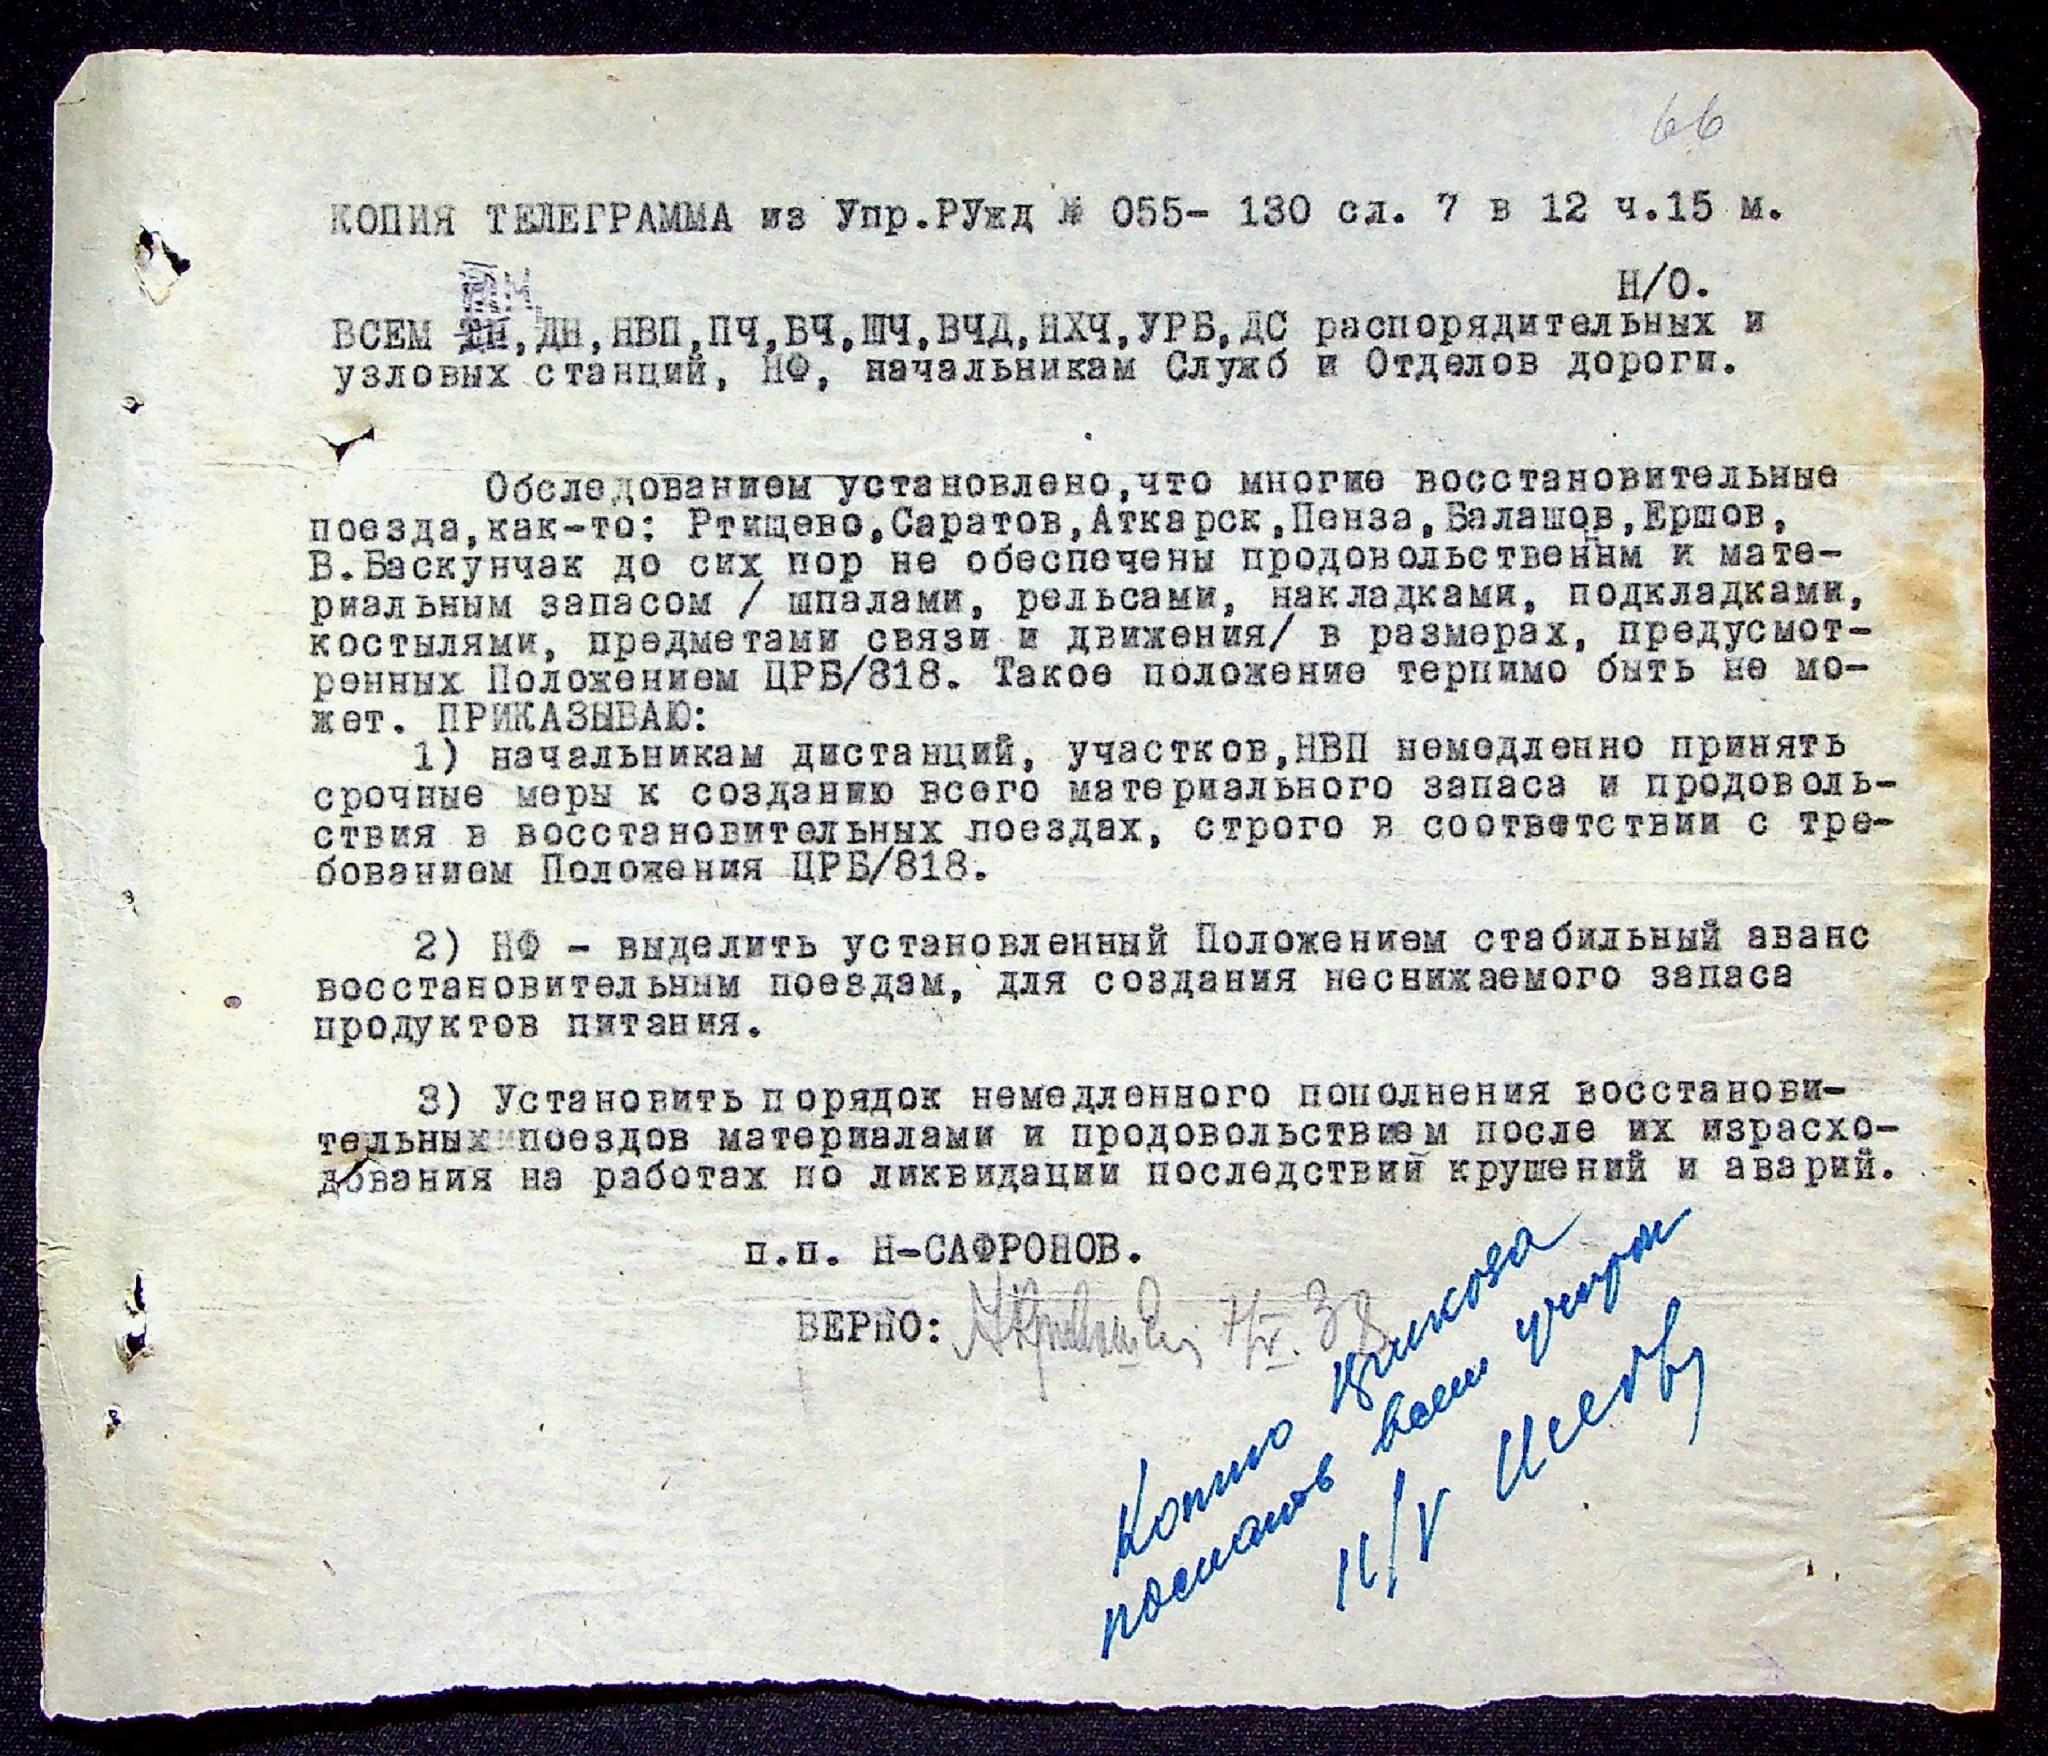 66
КОПИЯ ТЕЛЕГРАММА из Упр.РУжд № 055- 130 сл. 7 в 12 ч.15 м.
Н/О.
ВСЕМ ДН, ДН, НВП, ПЧ, ВЧ, ШЧ, ВЧД, НХЧ, УРБ, ДС распорядительных и
узловых станций, НФ, начальникам Служб и Отделов дороги.
Обследованием установлено, что многие восстановительные
поезда, как-то: Ртищево, Саратов, Аткарск, Пенза, Балашов, Ершов,
В.Баскунчак до сих пор не обеспечены продовольственным и мате-
риальным запасом / шпалами, рельсами, накладками, подкладками,
костылями, предметами связи и движения/ в размерах, предусмот-
ренных Положением ЦРБ/818. Такое положение терпимо быть не мо-
жет. ПРИКАЗЫВАЮ:
1) начальникам дистанций, участков, НВП немедленно принять
срочные меры к созданию всего материального запаса и продоволь-
ствия в восстановительных поездах, строго в соответствии с тре-
бованием Положения ЦРБ/818.
2) НФ - выделить установленный Положением стабильный аванс
восстановительным поездам, для создания неснижаемого запаса
продуктов питания.
3) Установить порядок немедленного пополнения восстанови-
тельных поездов материалами и продовольствием после их израсхо-
дования на работах по ликвидации последствий крушений и аварий.
п.п. Н-САФРОНОВ.
ВЕРНО: 7/IV. 38
Копию
всем
11/V